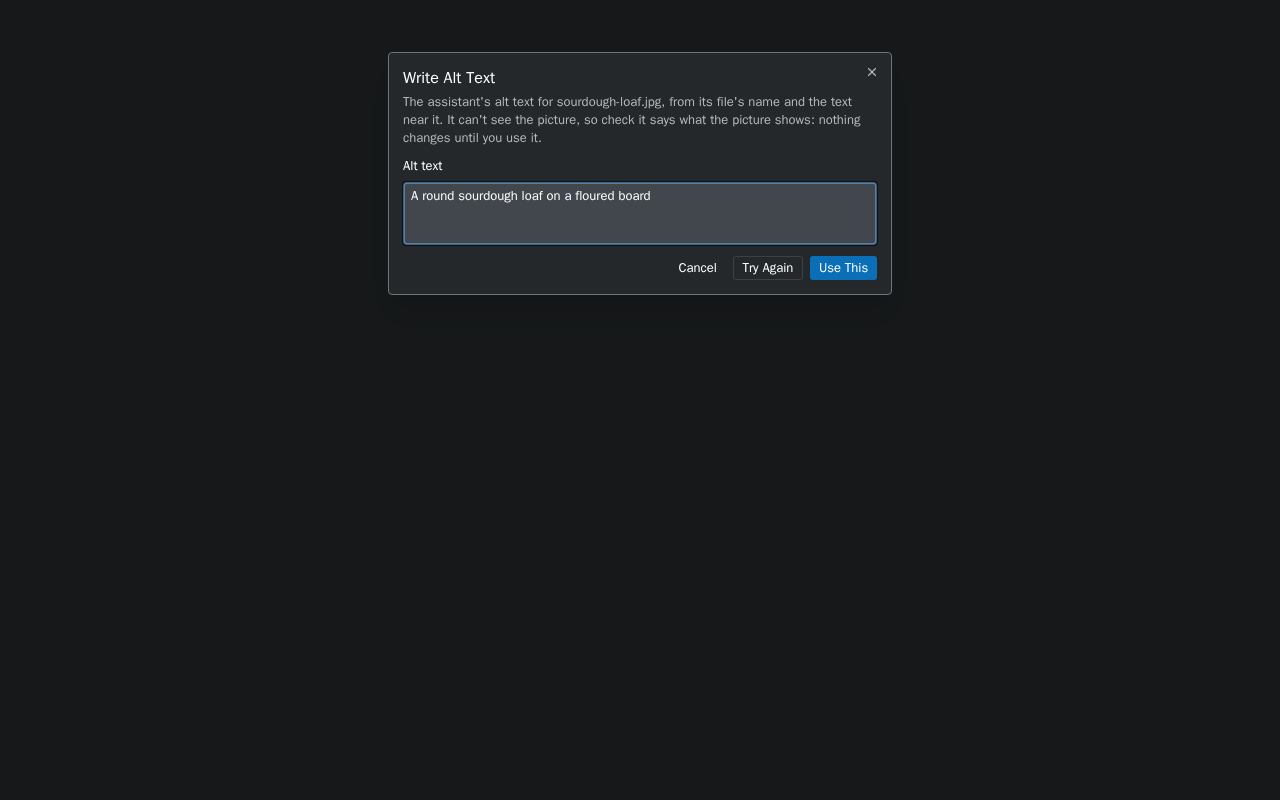 Write Alt Text
The assistant's alt text for sourdough-loaf.jpg, from its file's name and the text
near it. It can't see the picture, so check it says what the picture shows: nothing
changes until you use it.
Alt text
A round sourdough loaf on a floured board
Cancel
Try Again
Use This